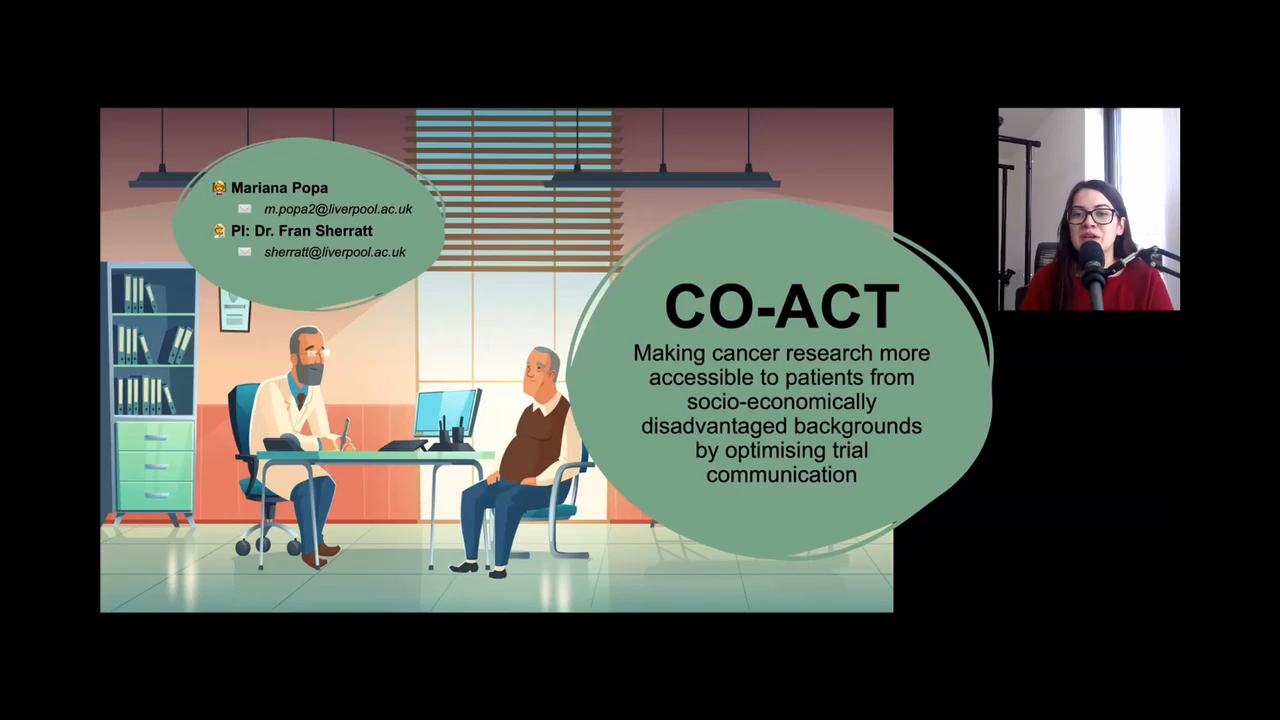 Mariana Popa
m.popa2@liverpool.ac.uk
PI: Dr. Fran Sherratt
sherratt@liverpool.ac.uk
CO-ACT
Making cancer research more
accessible to patients from
socio-economically
disadvantaged backgrounds
by optimising trial
communication